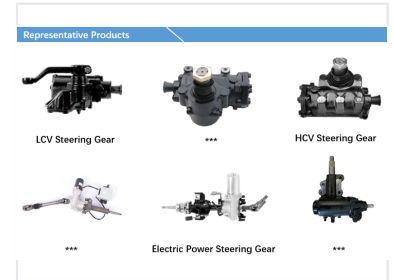 Representative Products
LCV Steering Gear
***
HCV Steering Gear
***
Electric Power Steering Gear
***